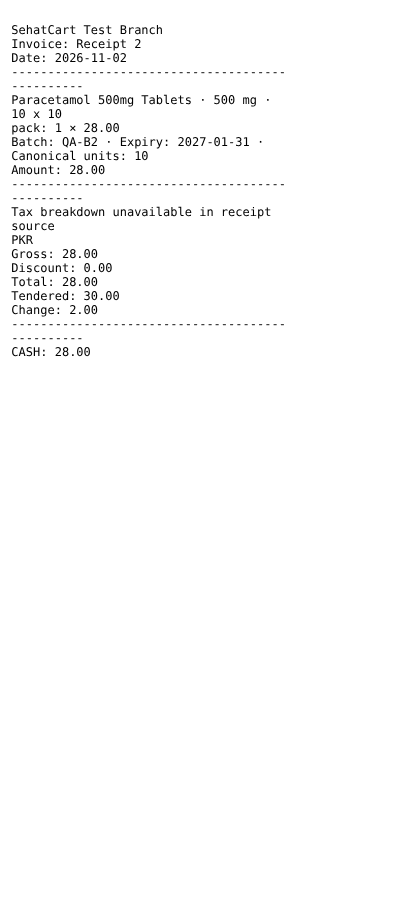 SehatCart Test Branch
Invoice: Receipt 2
Date: 2026-11-02
--------------------------------------
----------
Paracetamol 500mg Tablets · 500 mg ·
10 x 10
pack: 1 × 28.00
Batch: QA-B2 · Expiry: 2027-01-31 ·
Canonical units: 10
Amount: 28.00
--------------------------------------
----------
Tax breakdown unavailable in receipt
source
PKR
Gross: 28.00
Discount: 0.00
Total: 28.00
Tendered: 30.00
Change: 2.00
--------------------------------------
----------
CASH: 28.00